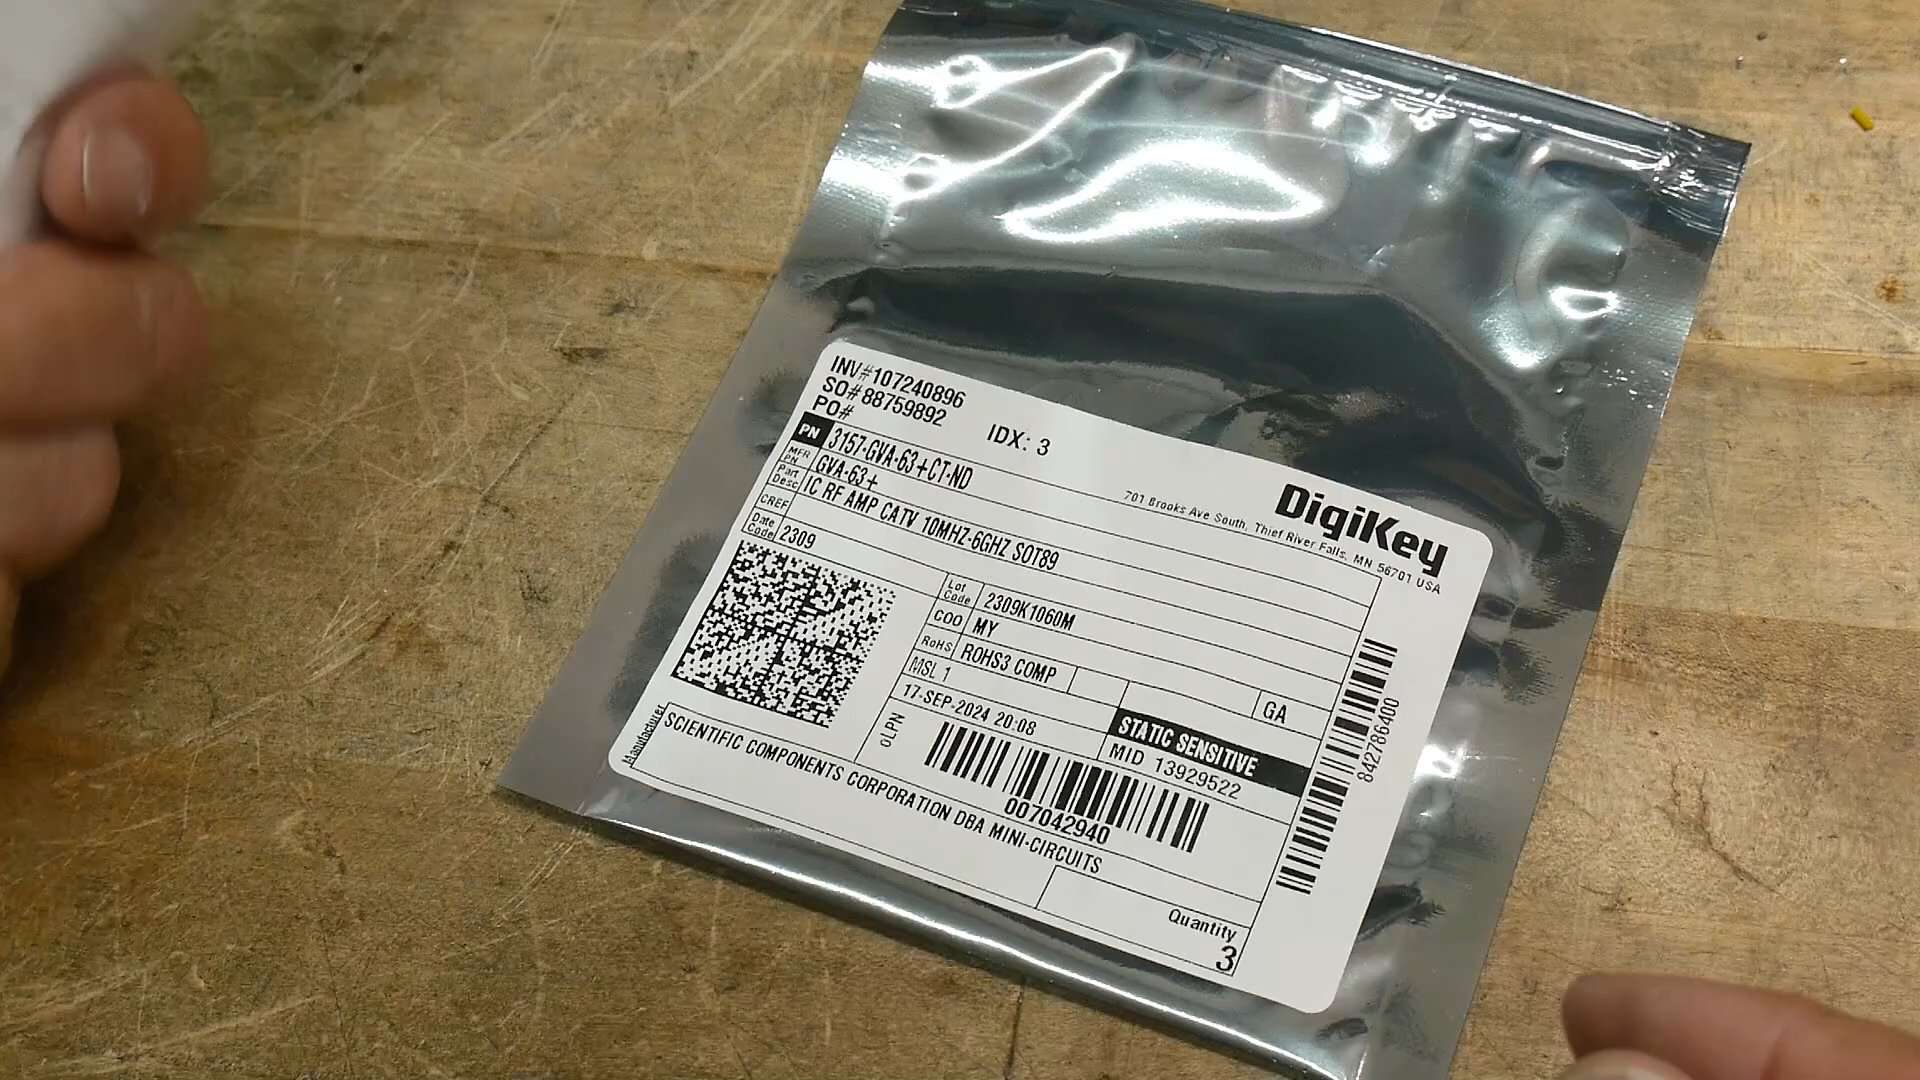 INV#107240896
SO#88759892
PO#
IDX: 3
DigiKey
701 Brooks Ave South, Thief River Falls, MN 56701 USA
PN 3157-GVA-63+CT-ND
MFR PN GVA-63+
Part Desc IC RF AMP CATV 10MHZ-6GHZ SOT89
CREF
Date Code 2309
Lot Code 2309K1060M
COO MY
RoHS ROHS3 COMP
MSL 1
GA
17-SEP-2024 20:08
STATIC SENSITIVE
MID 13929522
oLPN
007042940
842786400
Manufacturer
SCIENTIFIC COMPONENTS CORPORATION DBA MINI-CIRCUITS
Quantity
3